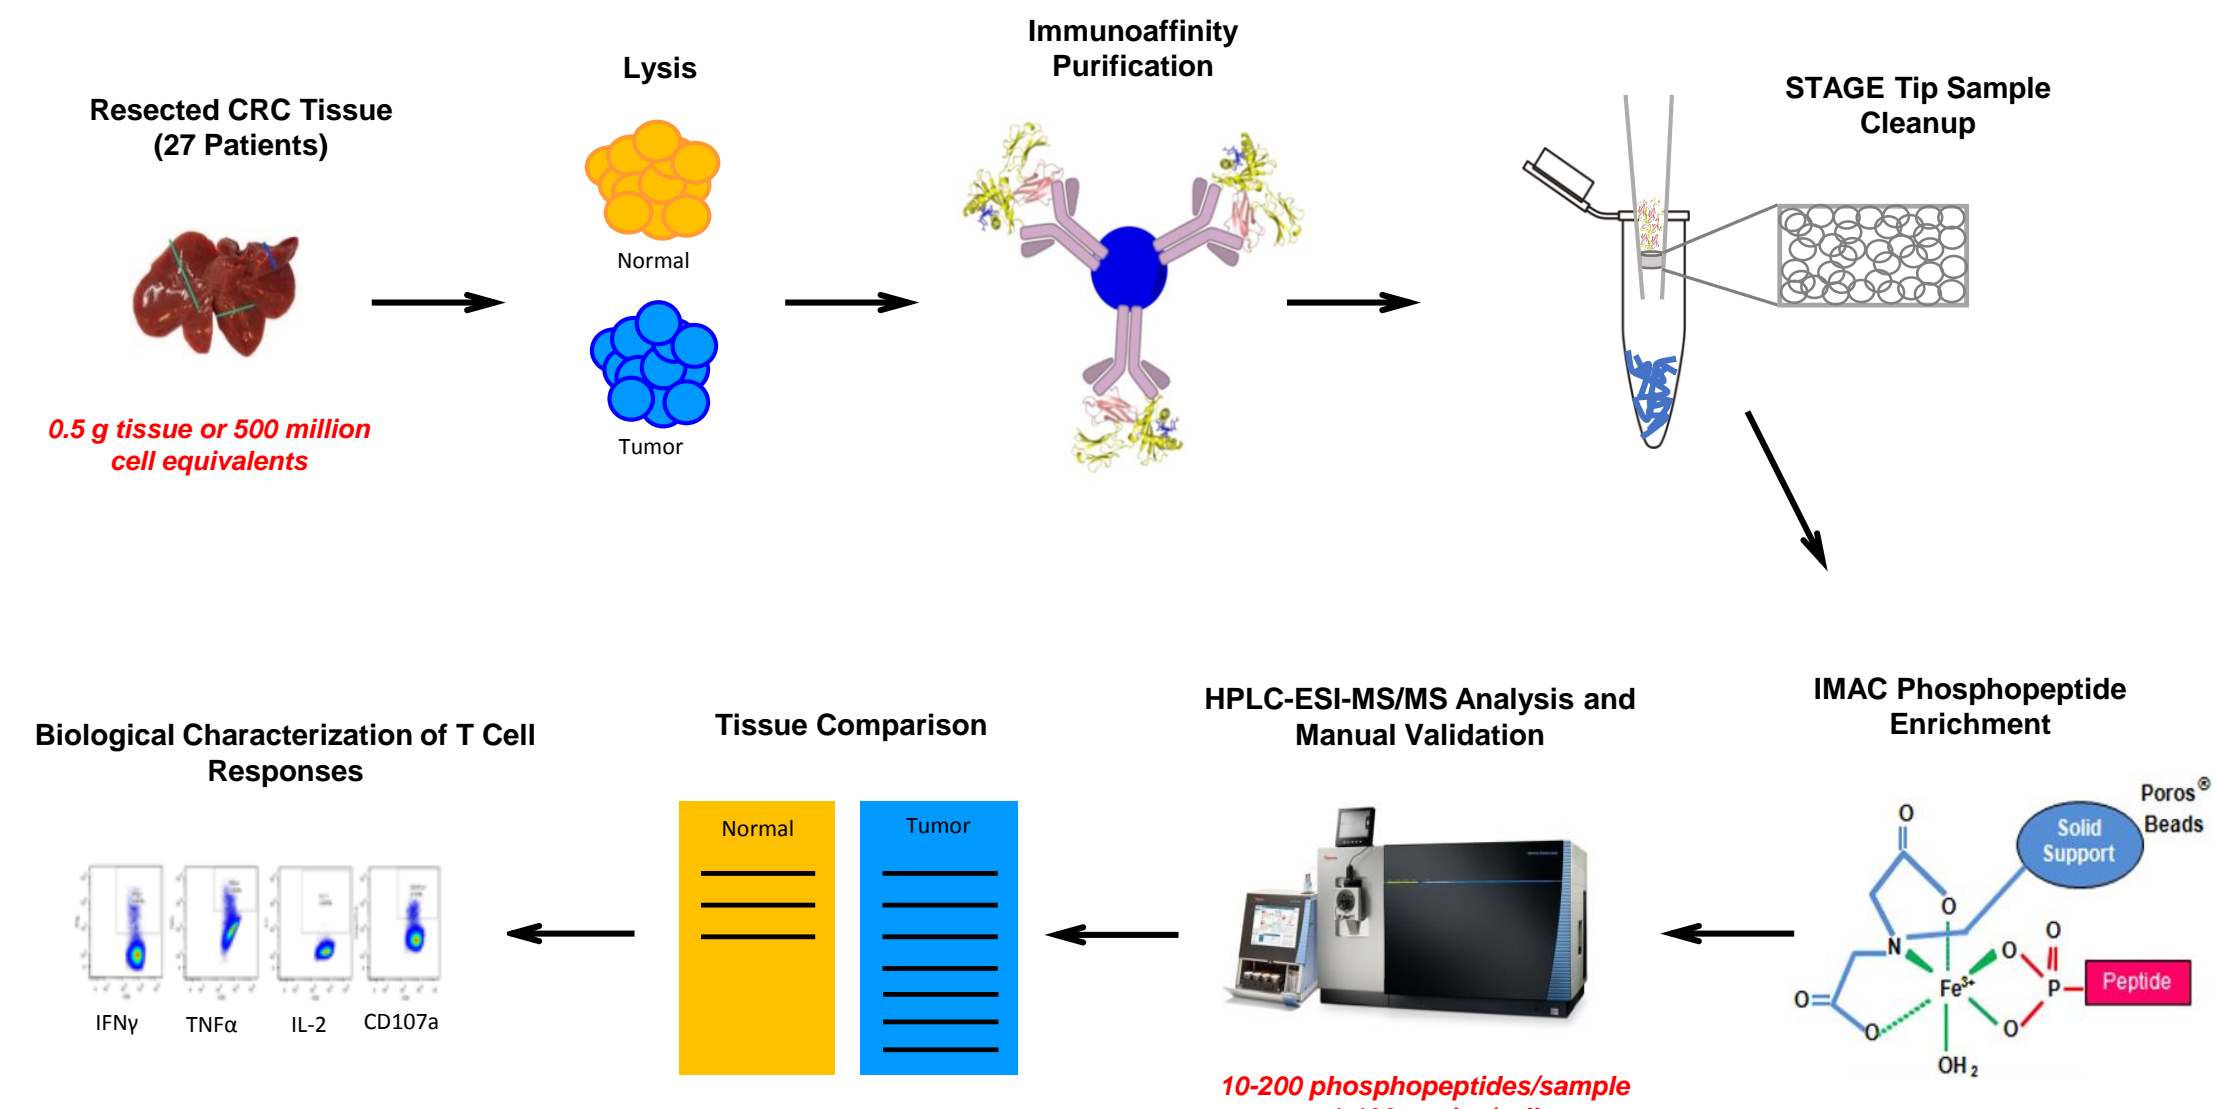 Resected CRC Tissue
(27 Patients)
0.5 g tissue or 500 million
cell equivalents
Lysis
Normal
Tumor
Immunoaffinity
Purification
STAGE Tip Sample
Cleanup
IMAC Phosphopeptide
Enrichment
Poros®
Beads
Solid
Support
O
O
N
O
O
O
Fe3+
O
P
O
O
Peptide
OH2
HPLC-ESI-MS/MS Analysis and
Manual Validation
10-200 phosphopeptides/sample
Tissue Comparison
Normal
Tumor
Biological Characterization of T Cell
Responses
IFNγ
TNFα
IL-2
CD107a